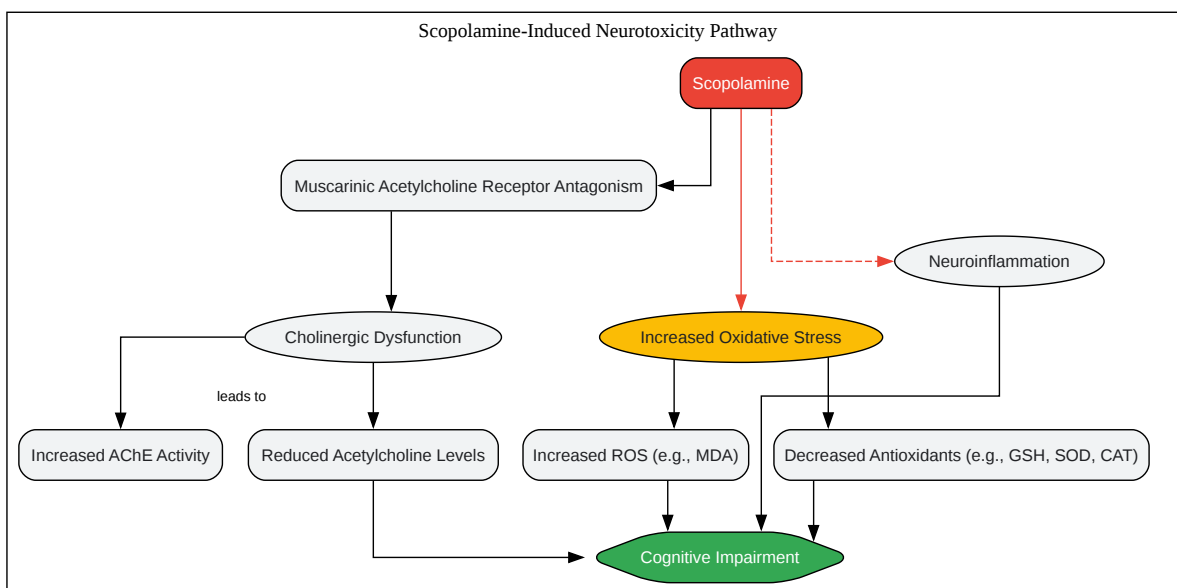 Scopolamine-Induced Neurotoxicity Pathway
Scopolamine
Muscarinic Acetylcholine Receptor Antagonism
Neuroinflammation
Cholinergic Dysfunction
Increased Oxidative Stress
leads to
Increased AChE Activity
Reduced Acetylcholine Levels
Increased ROS (e.g., MDA)
Decreased Antioxidants (e.g., GSH, SOD, CAT)
Cognitive Impairment